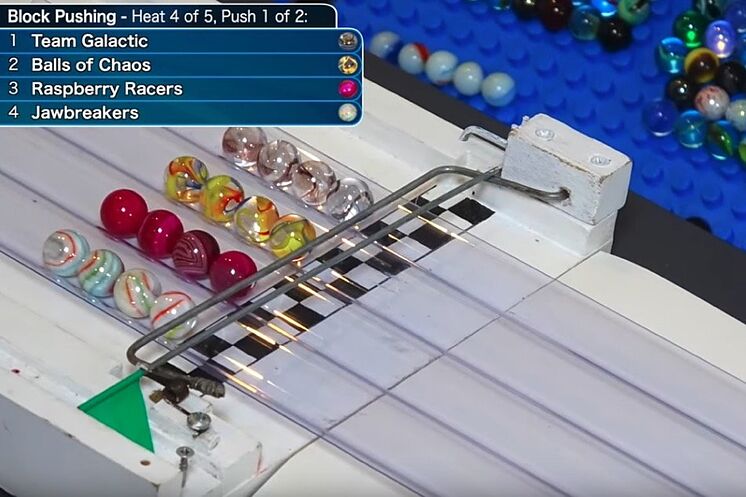 Block Pushing - Heat 4 of 5, Push 1 of 2:
1 Team Galactic
2 Balls of Chaos
3 Raspberry Racers
4 Jawbreakers